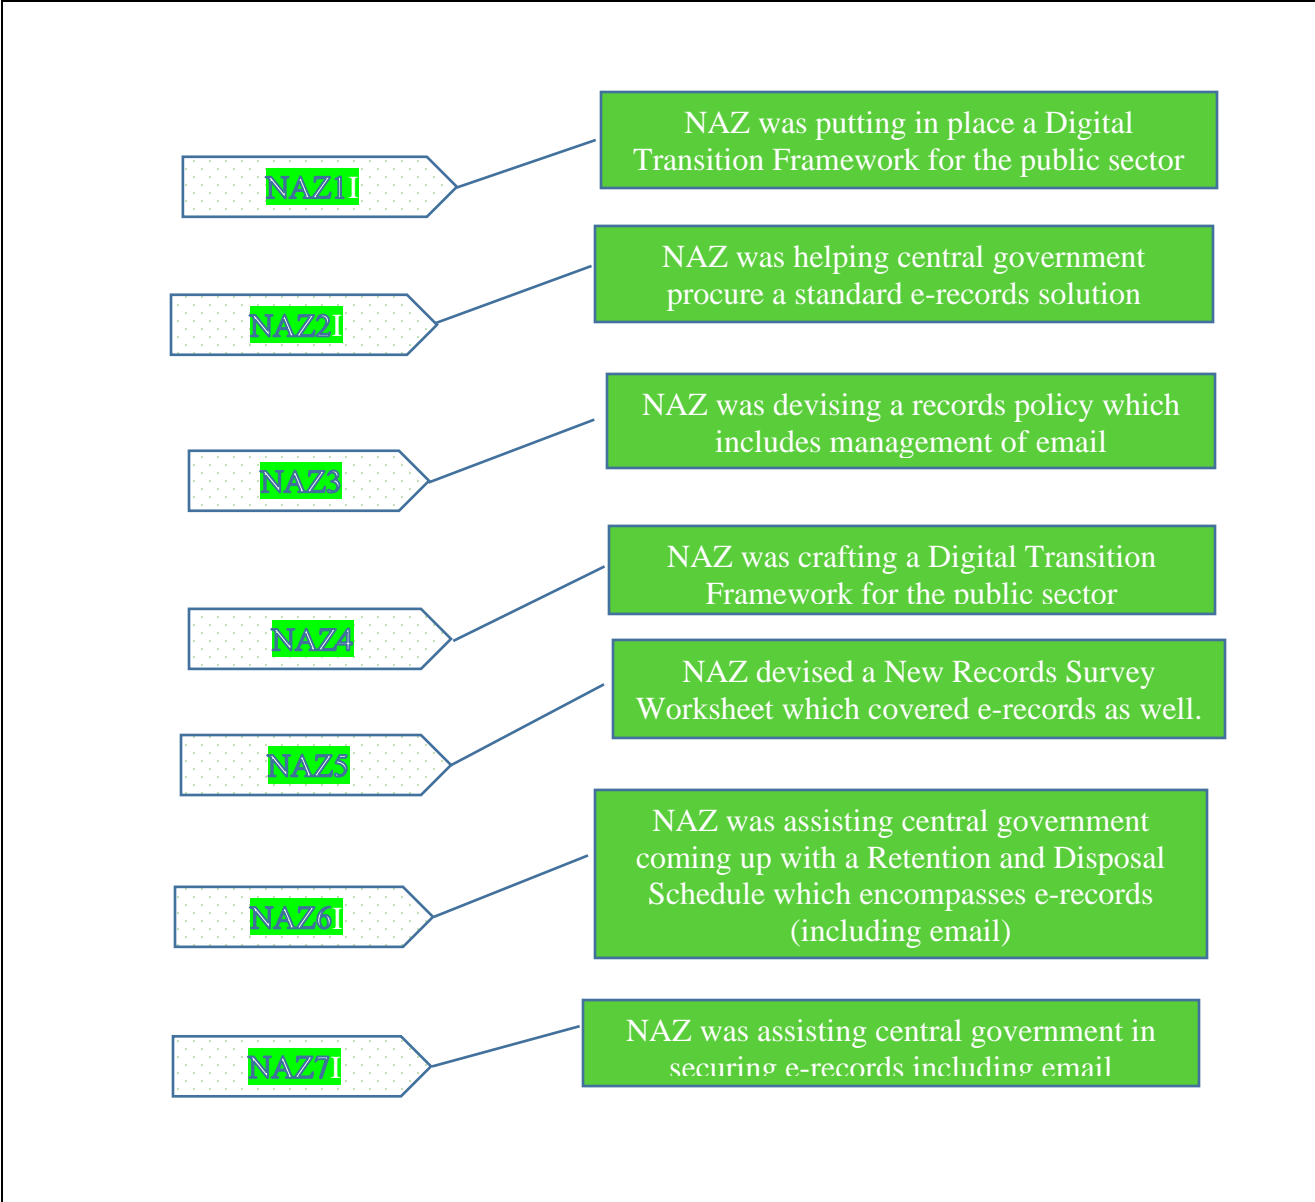 NAZ was putting in place a Digital
Transition Framework for the public sector
NAZ1I
NAZ was helping central government
procure a standard e-records solution
NAZ2I
NAZ was devising a records policy which
includes management of email
NAZ3
NAZ was crafting a Digital Transition
Framework for the public sector
NAZ4
NAZ devised a New Records Survey
Worksheet which covered e-records as well.
NAZ5
NAZ was assisting central government
coming up with a Retention and Disposal
Schedule which encompasses e-records
(including email)
NAZ6I
NAZ was assisting central government in
securing e-records including email
NAZ7I